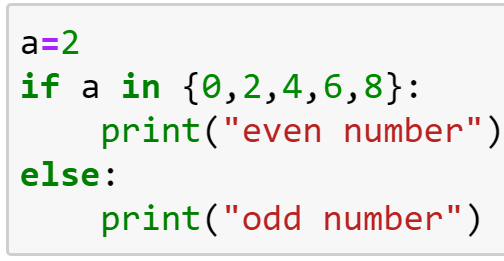 a=2
if a in {0,2,4,6,8}:
    print("even number")
else:
    print("odd number")